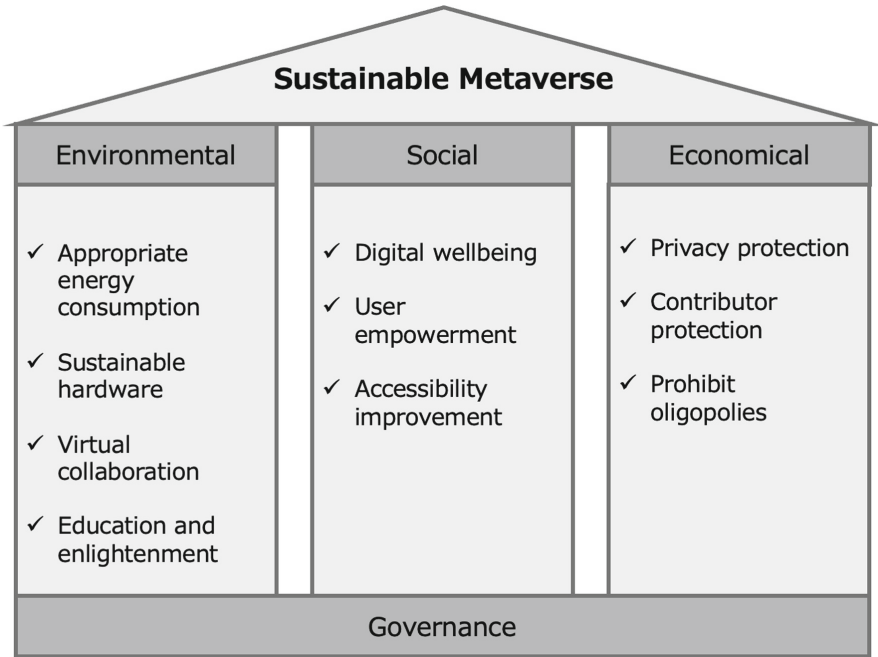 Sustainable Metaverse
Environmental
✓ Appropriate
energy
consumption
✓ Sustainable
hardware
✓ Virtual
collaboration
✓ Education and
enlightenment
Social
✓ Digital wellbeing
✓ User
empowerment
✓ Accessibility
improvement
Economical
✓ Privacy protection
✓ Contributor
protection
✓ Prohibit
oligopolies
Governance